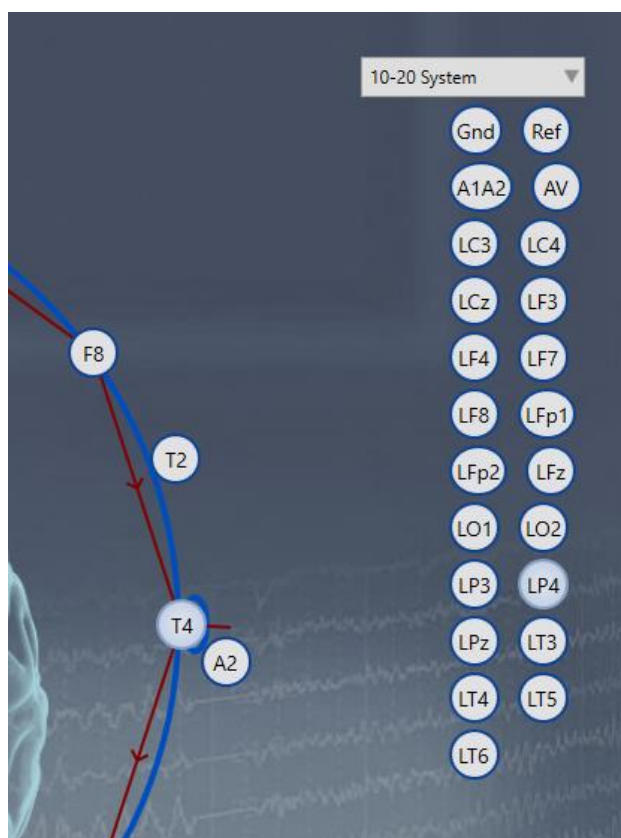 10-20 System
Gnd Ref
A1A2 AV
LC3 LC4
LCz LF3
F8
LF4 LF7
LF8 LFp1
T2
LFp2 LFz
LO1 LO2
LP3 LP4
T4
LPz LT3
A2
LT4 LT5
LT6